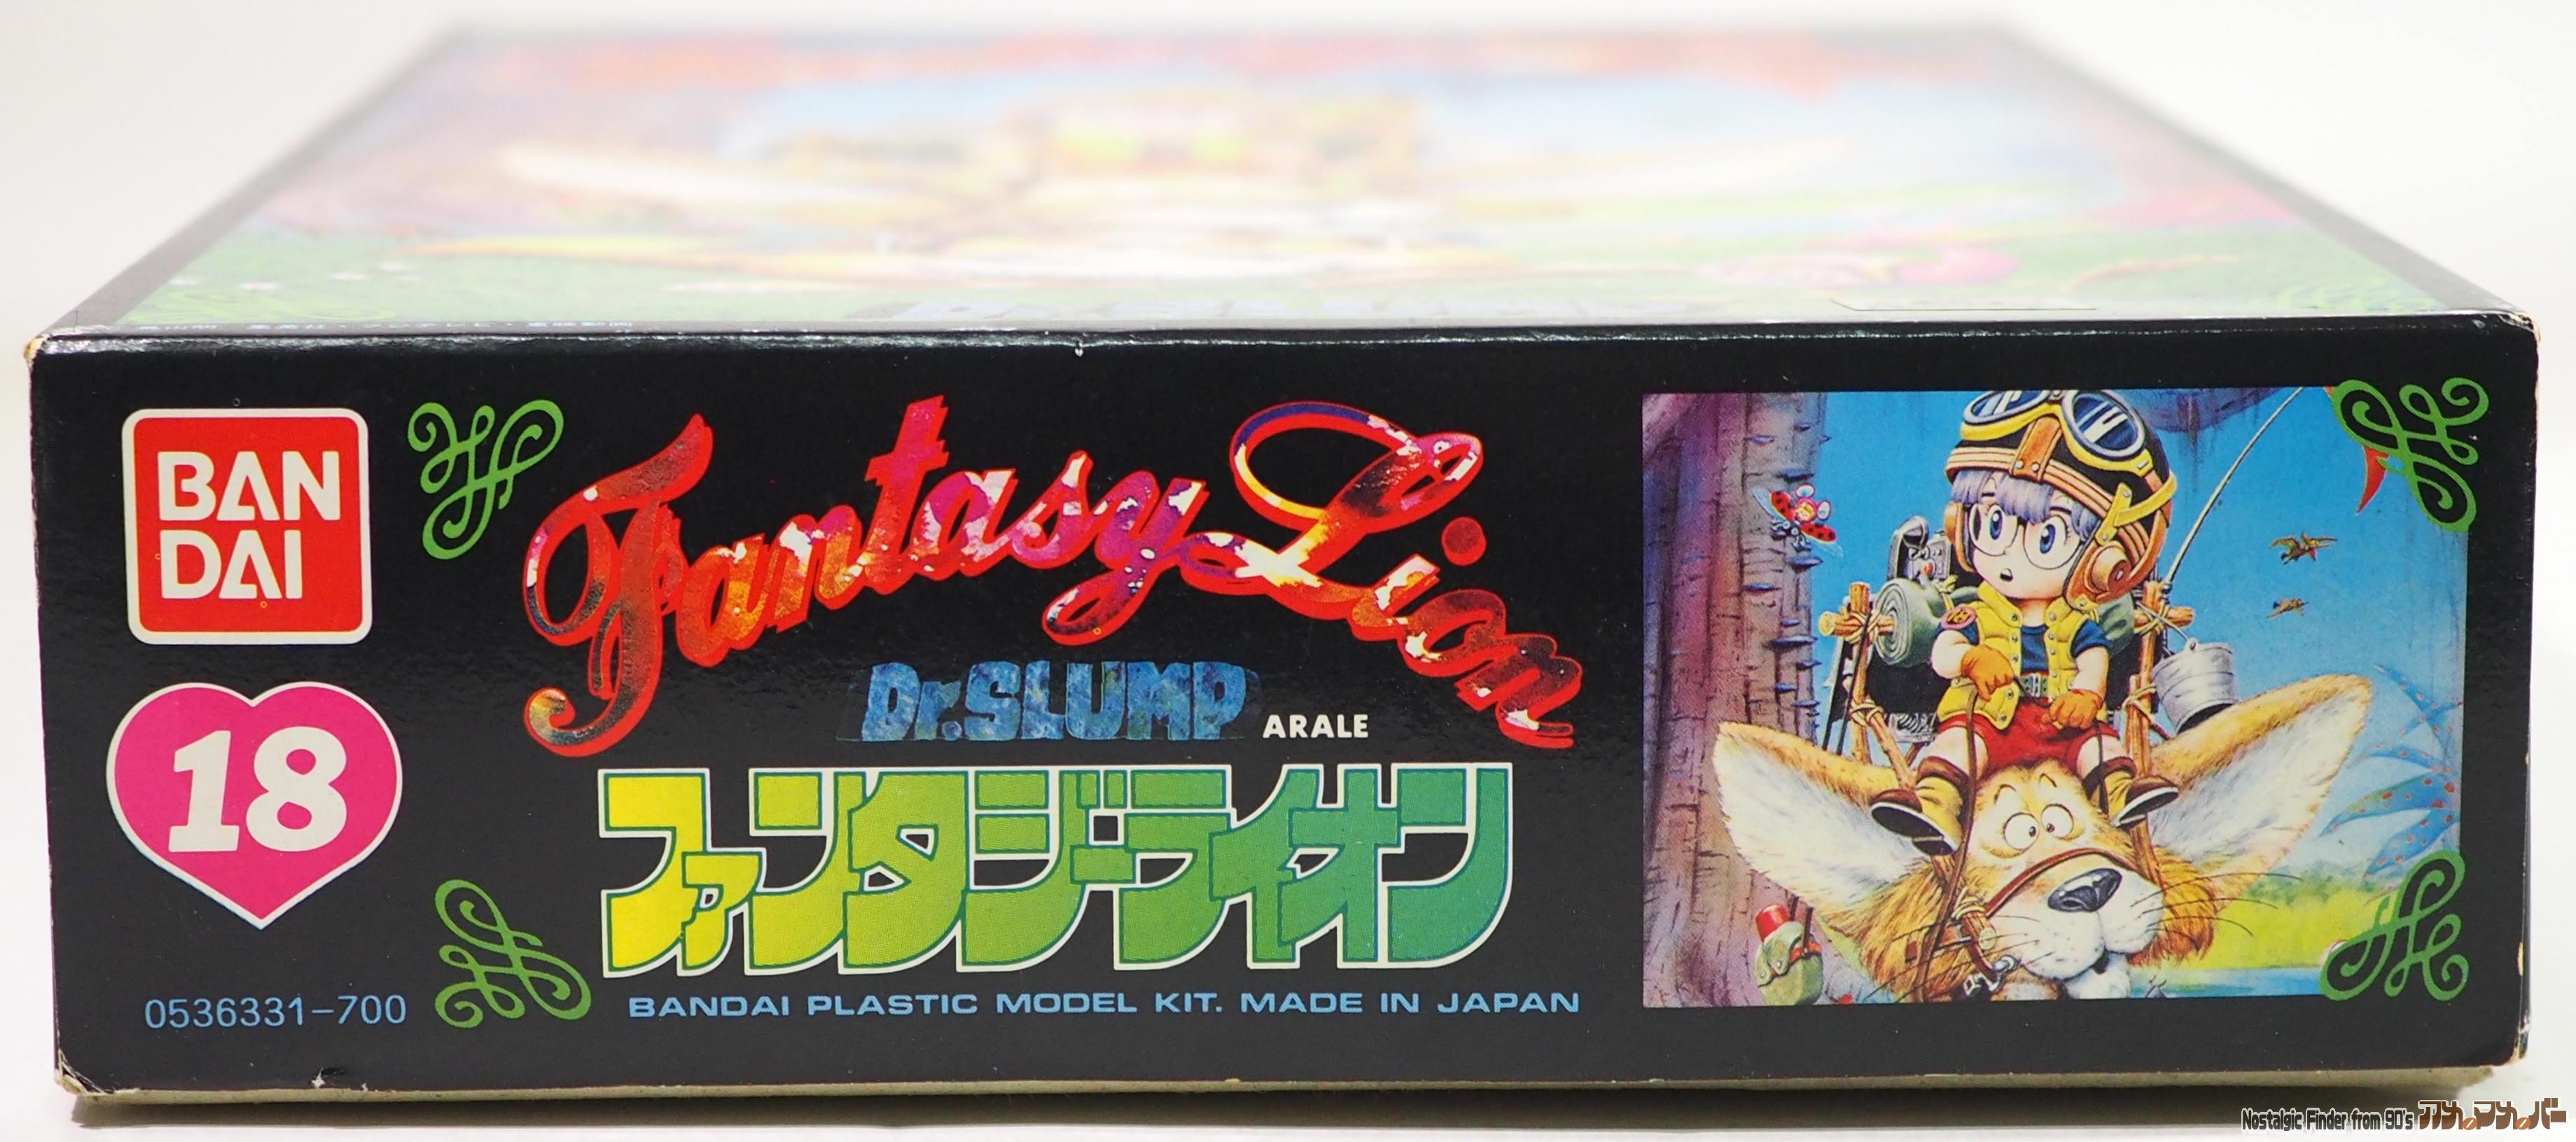 BAN
DAI
18
0536331-700
Fantasy Lion
Dr.SLUMP ARALE
ファンタジーライオン
BANDAI PLASTIC MODEL KIT. MADE IN JAPAN
Nostalgic Finder from 90's